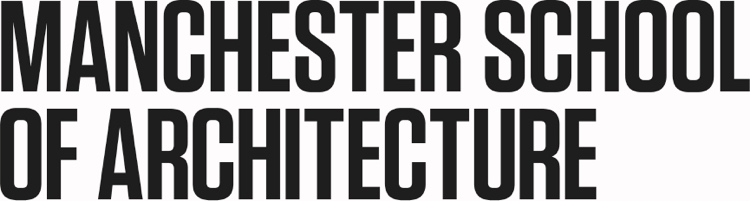 MANCHESTER SCHOOL
OF ARCHITECTURE